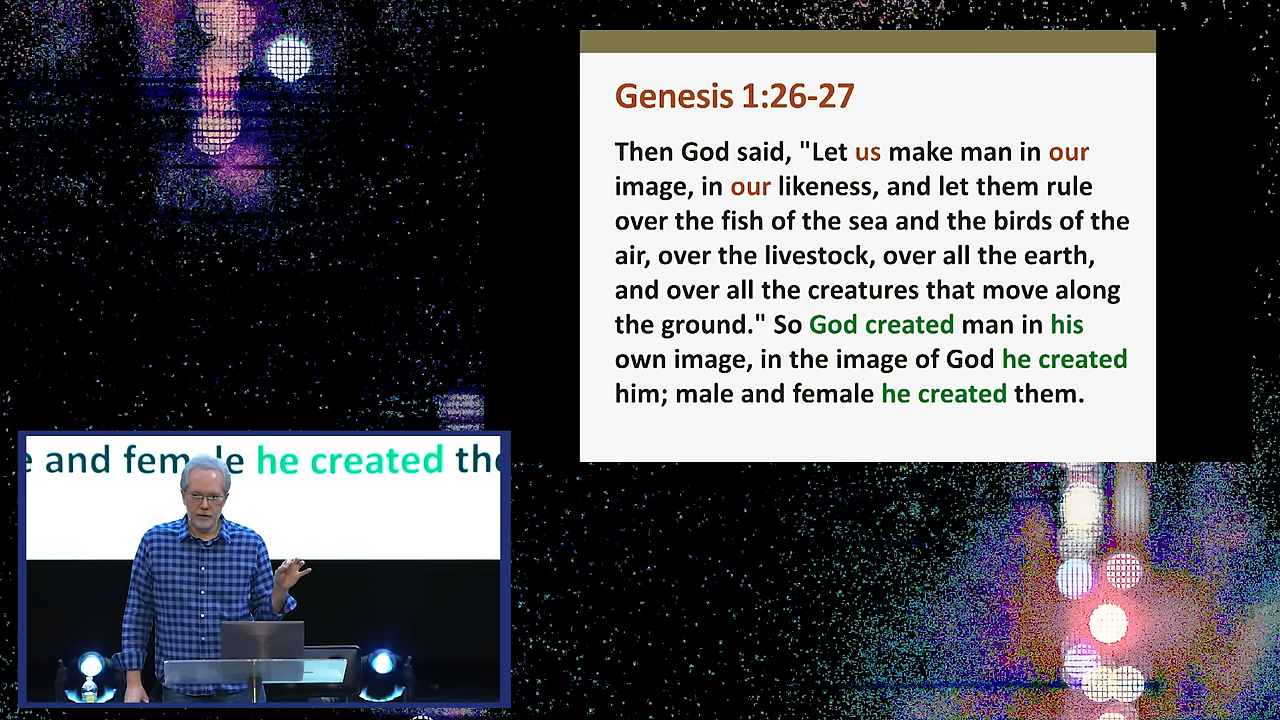 Genesis 1:26-27
Then God said, "Let us make man in our
image, in our likeness, and let them rule
over the fish of the sea and the birds of the
air, over the livestock, over all the earth,
and over all the creatures that move along
the ground." So God created man in his
own image, in the image of God he created
him; male and female he created them.
and female he created